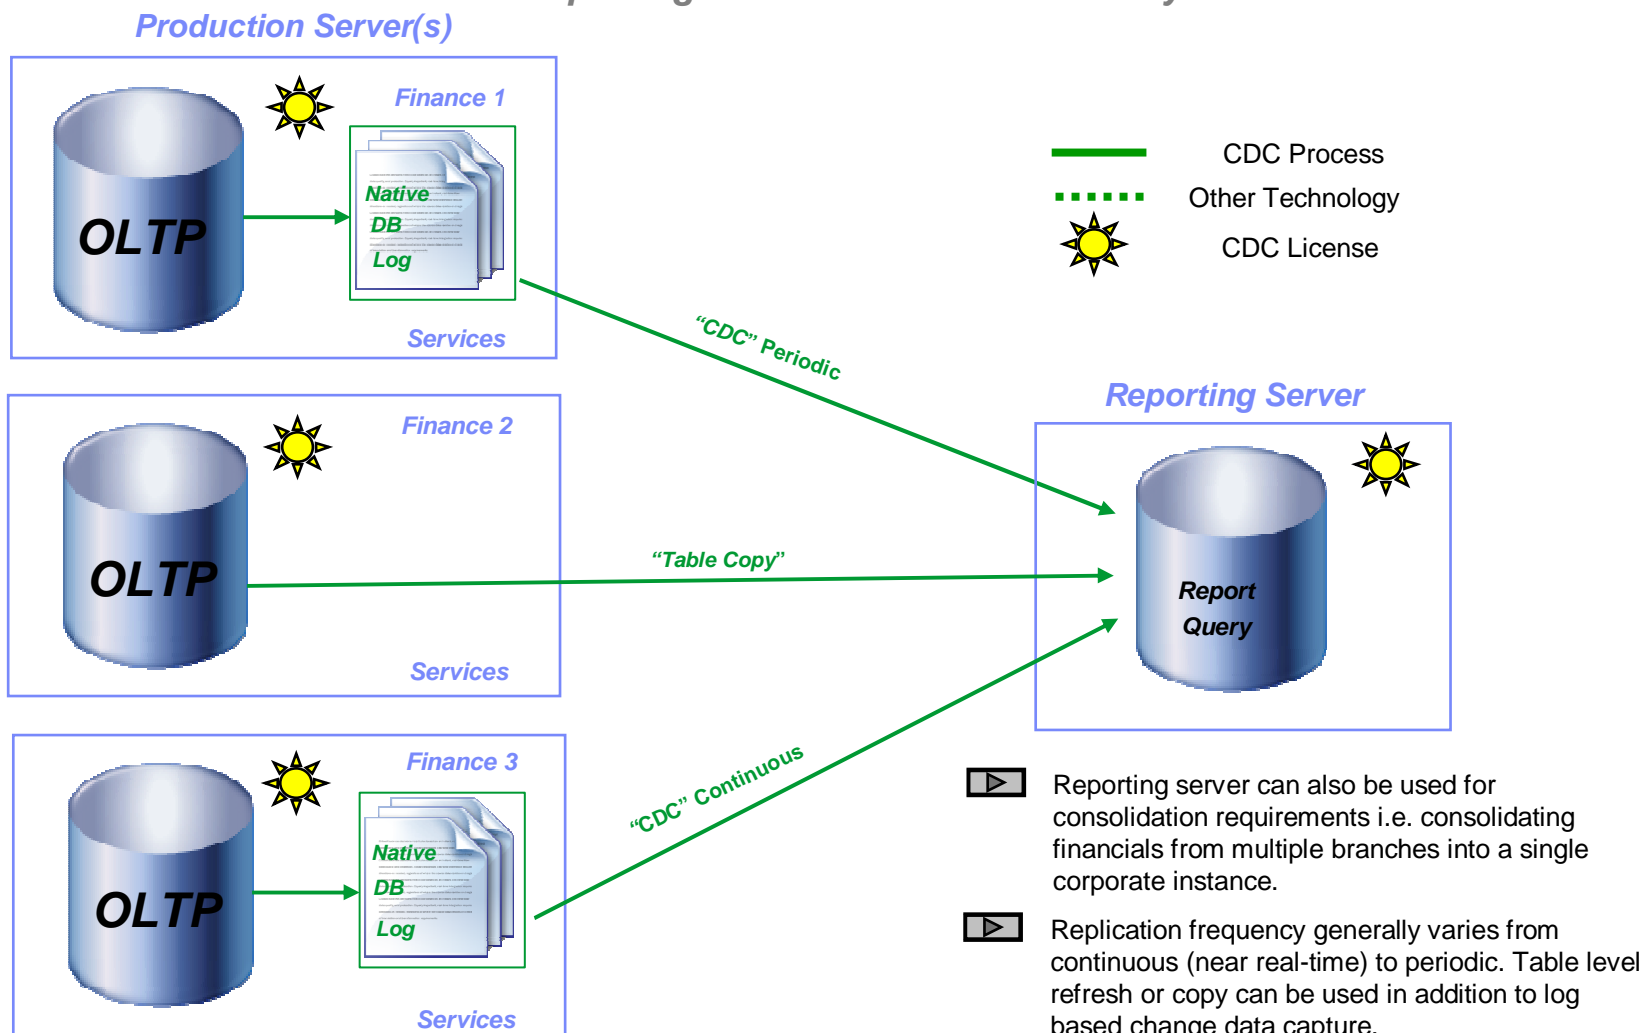 Production Server(s)
Finance 1
OLTP
Native
DB
Log
Services
"CDC" Periodic
CDC Process
Other Technology
CDC License
Finance 2
OLTP
Services
"Table Copy"
Reporting Server
Report
Query
Finance 3
OLTP
Native
DB
Log
Services
"CDC" Continuous
Reporting server can also be used for
consolidation requirements i.e. consolidating
financials from multiple branches into a single
corporate instance.
Replication frequency generally varies from
continuous (near real-time) to periodic. Table level
refresh or copy can be used in addition to log
based change data capture.